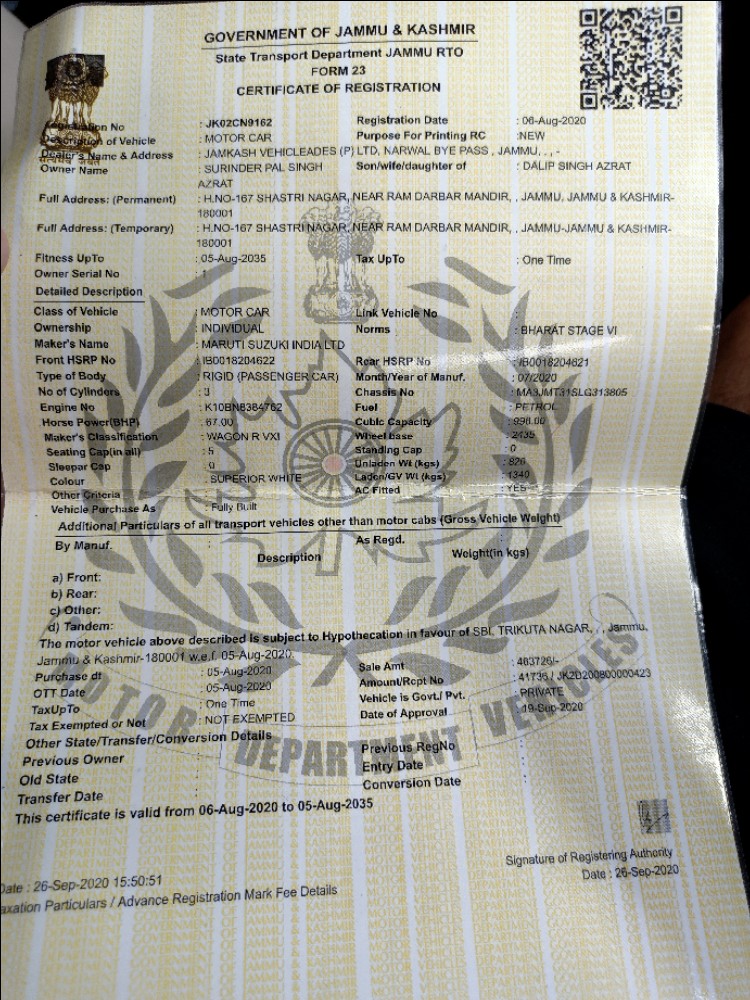 GOVERNMENT OF JAMMU & KASHMIR
State Transport Department JAMMU RTO
FORM 23
CERTIFICATE OF REGISTRATION
सत्यमेव जयते
Registration No : JK02CN9162 Registration Date : 06-Aug-2020
Description of Vehicle : MOTOR CAR Purpose For Printing RC :NEW
Dealer's Name & Address : JAMKASH VEHICLEADES (P) LTD, NARWAL BYE PASS , JAMMU, , , -
Owner Name : SURINDER PAL SINGH Son/wife/daughter of : DALIP SINGH AZRAT
AZRAT
Full Address: (Permanent) : H.NO-167 SHASTRI NAGAR, NEAR RAM DARBAR MANDIR, , JAMMU, JAMMU & KASHMIR-
180001
Full Address: (Temporary) : H.NO-167 SHASTRI NAGAR, NEAR RAM DARBAR MANDIR, , JAMMU-JAMMU & KASHMIR-
180001
Fitness UpTo : 05-Aug-2035 Tax UpTo : One Time
Owner Serial No : 1
Detailed Description
Class of Vehicle : MOTOR CAR Link Vehicle No :
Ownership : INDIVIDUAL Norms : BHARAT STAGE VI
Maker's Name : MARUTI SUZUKI INDIA LTD
Front HSRP No : IB0018204622 Rear HSRP No : IB0018204621
Type of Body : RIGID (PASSENGER CAR) Month/Year of Manuf. : 07/2020
No of Cylinders : 3 Chassis No : MA3JMT31SLG313805
Engine No : K10BN8384762 Fuel : PETROL
Horse Power(BHP) : 67.00 Cubic Capacity : 998.00
Maker's Classification : WAGON R VXI Wheel base : 2435
Seating Cap(in all) : 5 Standing Cap : 0
Sleepar Cap : 0 Unladen Wt (kgs) : 820
Colour : SUPERIOR WHITE Laden/GV Wt (kgs) : 1340
Other Criteria : AC Fitted : YES
Vehicle Purchase As : Fully Built
Additional Particulars of all transport vehicles other than motor cabs (Gross Vehicle Weight)
By Manuf. : As Regd. :
Description Weight(in kgs)
a) Front:
b) Rear:
c) Other:
d) Tandem:
The motor vehicle above described is subject to Hypothecation in favour of SBI, TRIKUTA NAGAR, , , Jammu,
Jammu & Kashmir-180001 w.e.f. 05-Aug-2020.
Purchase dt : 05-Aug-2020 Sale Amt : 483726/-
OTT Date : 05-Aug-2020 Amount/Rcpt No : 41736 / JK2D200800000423
TaxUpTo : One Time Vehicle is Govt./ Pvt. : PRIVATE
Tax Exempted or Not : NOT EXEMPTED Date of Approval : 19-Sep-2020
Other State/Transfer/Conversion Details
Previous Owner : Previous RegNo :
Old State : Entry Date :
Transfer Date : Conversion Date :
This certificate is valid from 06-Aug-2020 to 05-Aug-2035
Signature of Registering Authority
Date : 26-Sep-2020 15:50:51 Date : 26-Sep-2020
axation Particulars / Advance Registration Mark Fee Details
MOTOR VEHICLES
DEPARTMENT